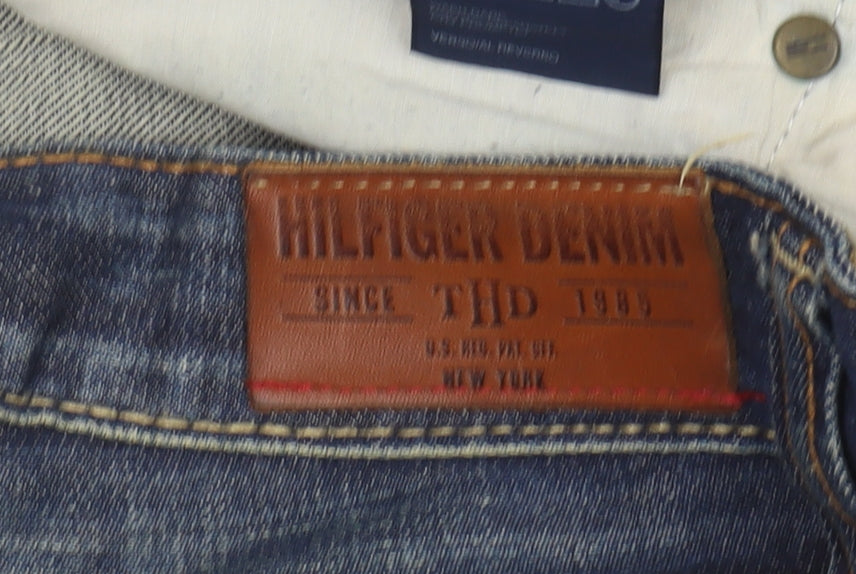 HILFIGER DENIM
SINCE THD 1985
U.S. REG. PAT. OFF.
NEW YORK